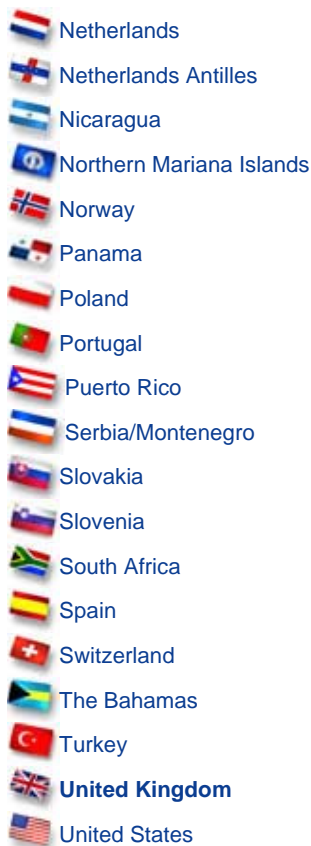 Netherlands
Netherlands Antilles
Nicaragua
Northern Mariana Islands
Norway
Panama
Poland
Portugal
Puerto Rico
Serbia/Montenegro
Slovakia
Slovenia
South Africa
Spain
Switzerland
The Bahamas
Turkey
United Kingdom
United States